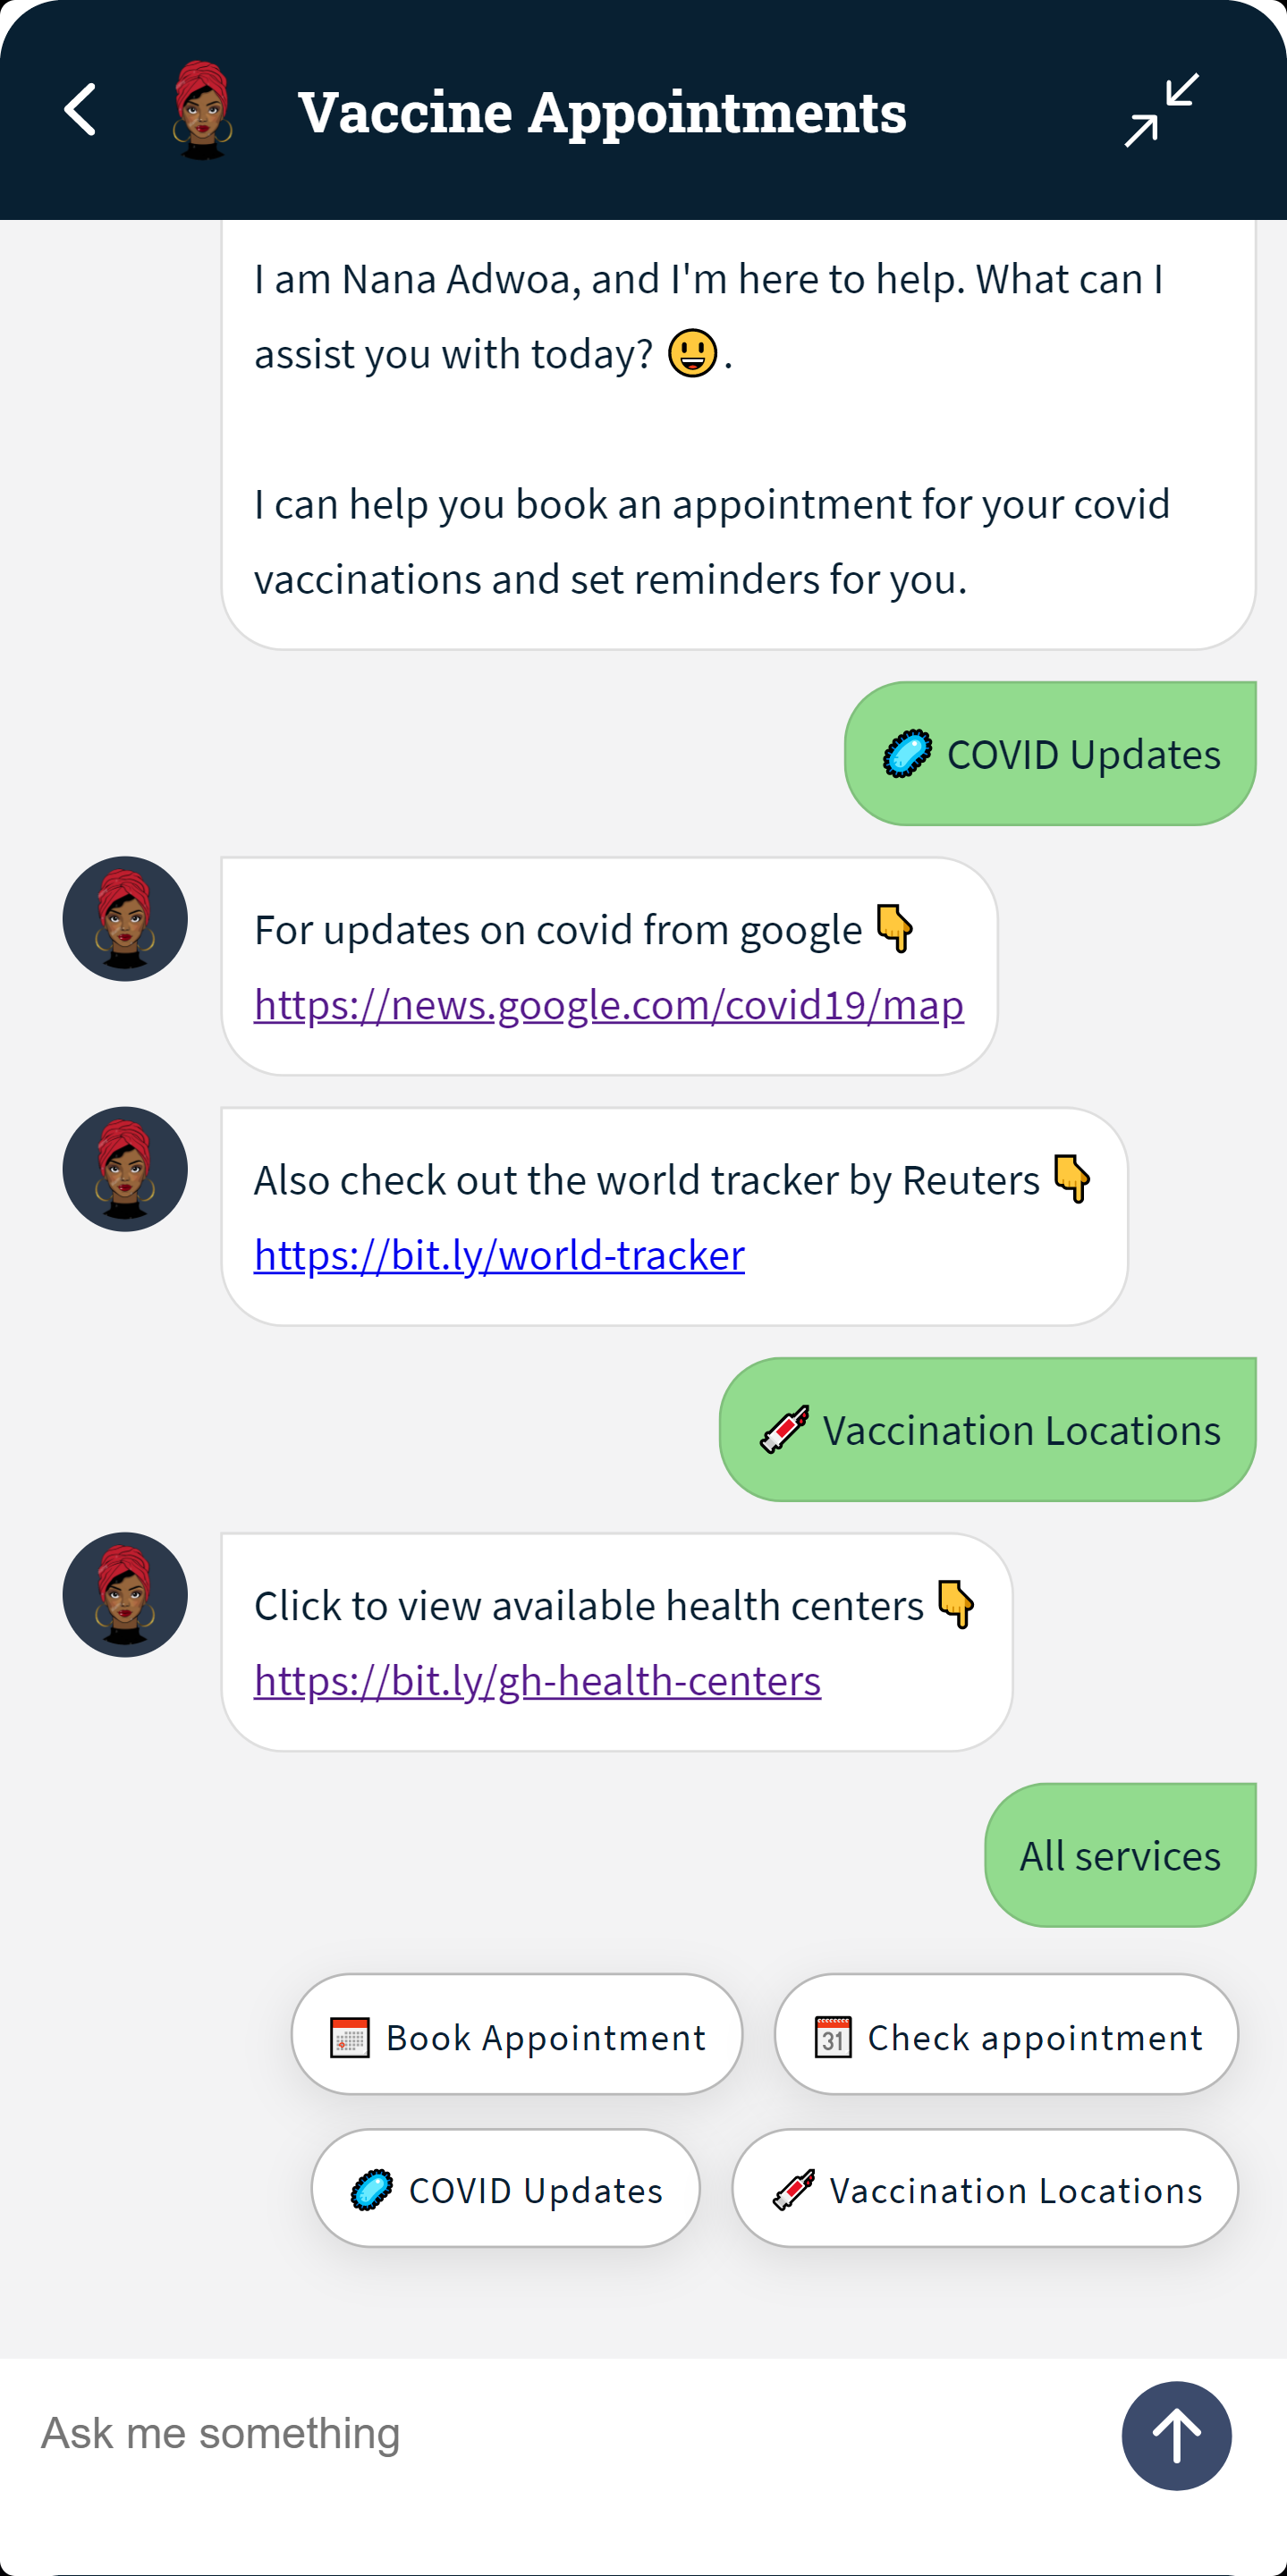 Vaccine Appointments
I am Nana Adwoa, and I'm here to help. What can I
assist you with today? 😃.
I can help you book an appointment for your covid
vaccinations and set reminders for you.
🦠 COVID Updates
For updates on covid from google 👇
https://news.google.com/covid19/map
Also check out the world tracker by Reuters 👇
https://bit.ly/world-tracker
💉 Vaccination Locations
Click to view available health centers 👇
https://bit.ly/gh-health-centers
All services
📅 Book Appointment
31 Check appointment
🦠 COVID Updates
💉 Vaccination Locations
Ask me something